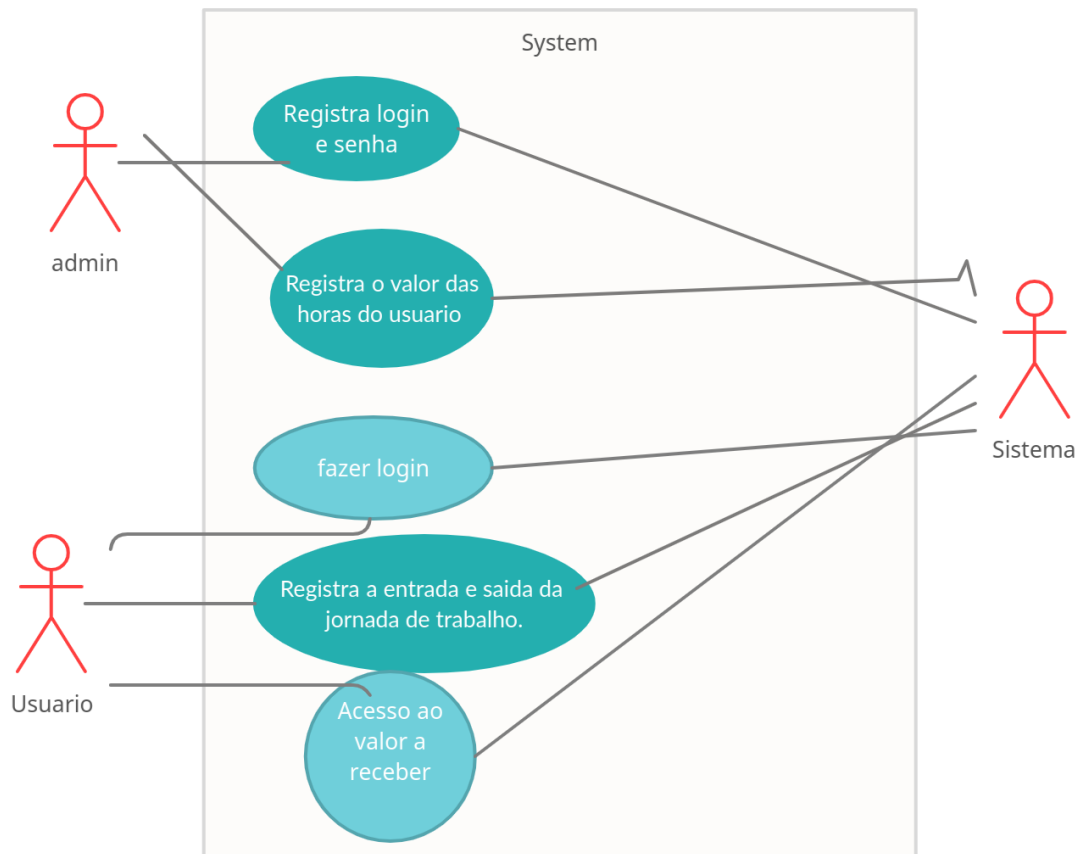 System
Registra login
e senha
admin
Registra o valor das
horas do usuario
Sistema
fazer login
Registra a entrada e saida da
jornada de trabalho.
Usuario
Acesso ao
valor a
receber